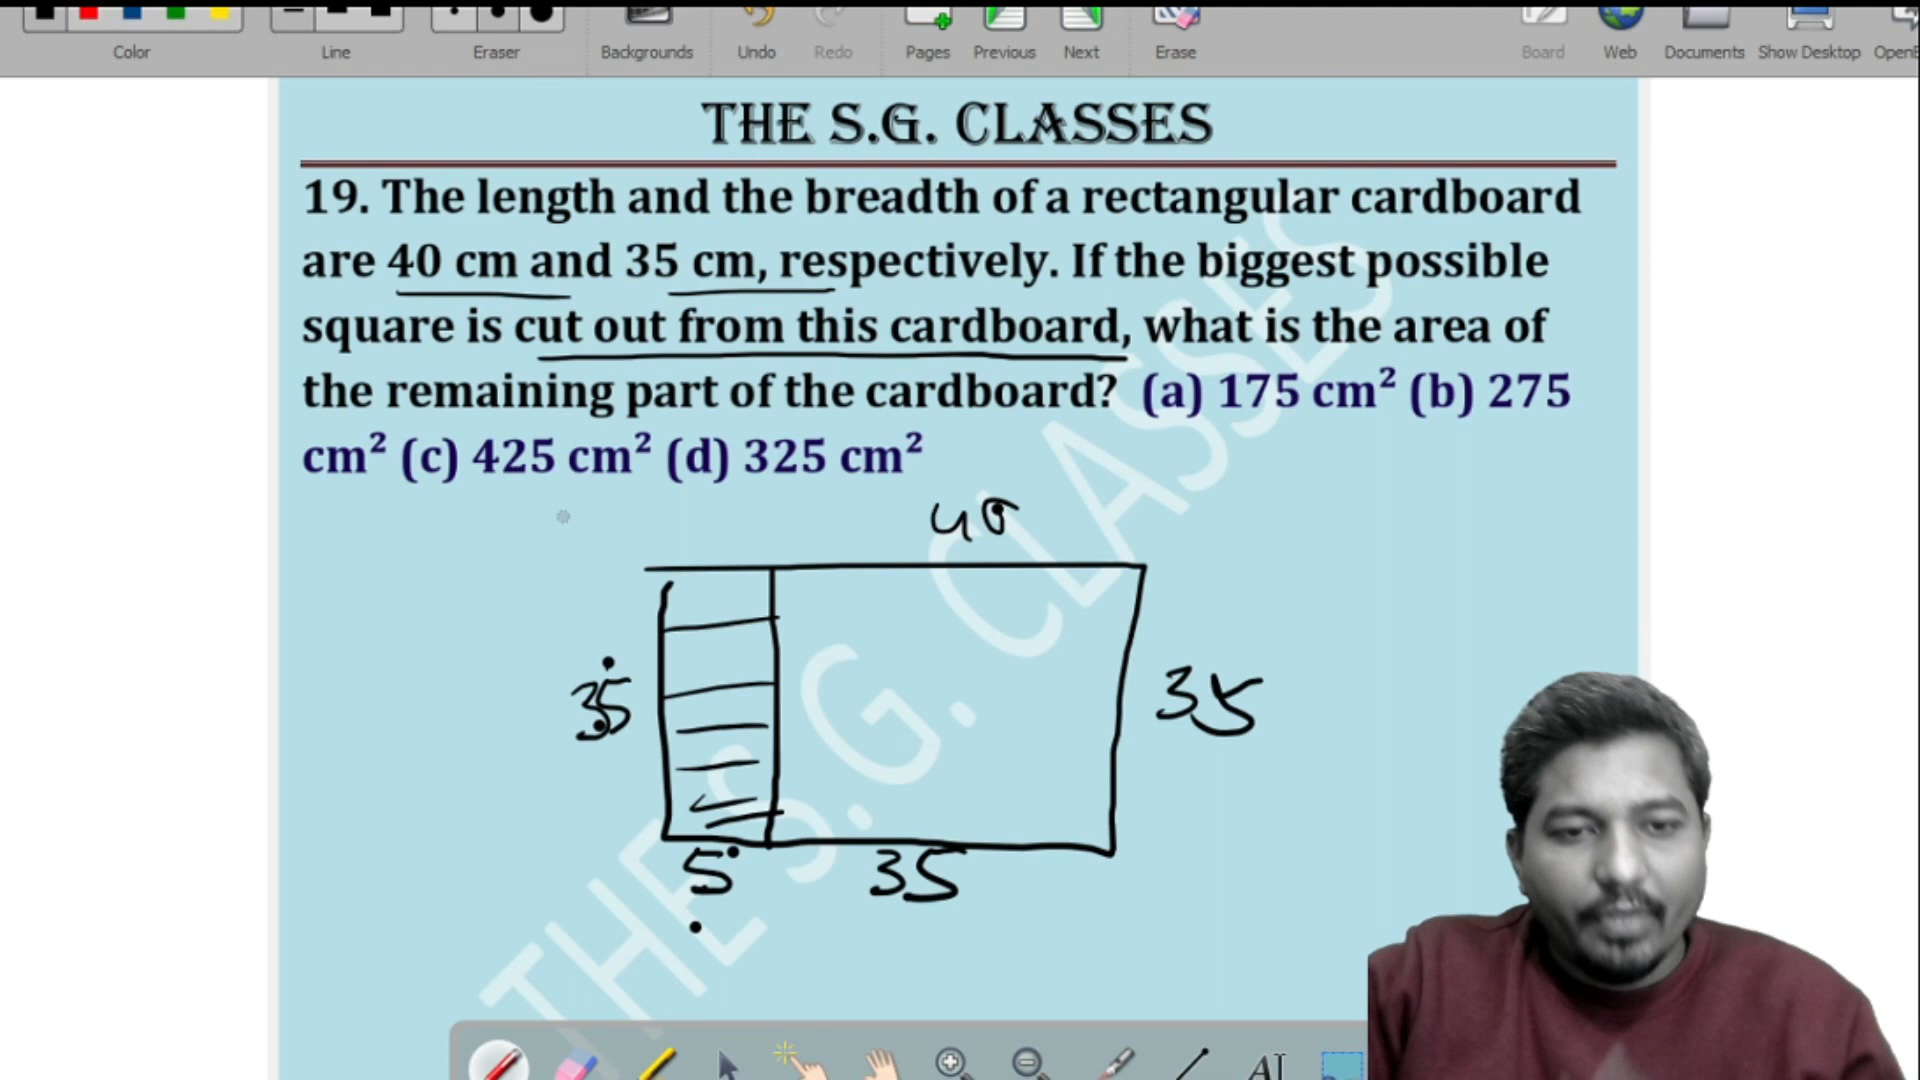 Color Line Eraser Backgrounds Undo Redo Pages Previous Next Erase Board Web Documents Show Desktop
THE S.G. CLASSES
19. The length and the breadth of a rectangular cardboard
are 40 cm and 35 cm, respectively. If the biggest possible
square is cut out from this cardboard, what is the area of
the remaining part of the cardboard? (a) 175 cm² (b) 275
cm² (c) 425 cm² (d) 325 cm²
40
35
35
5 35
THE S.G. CLASSES
AI